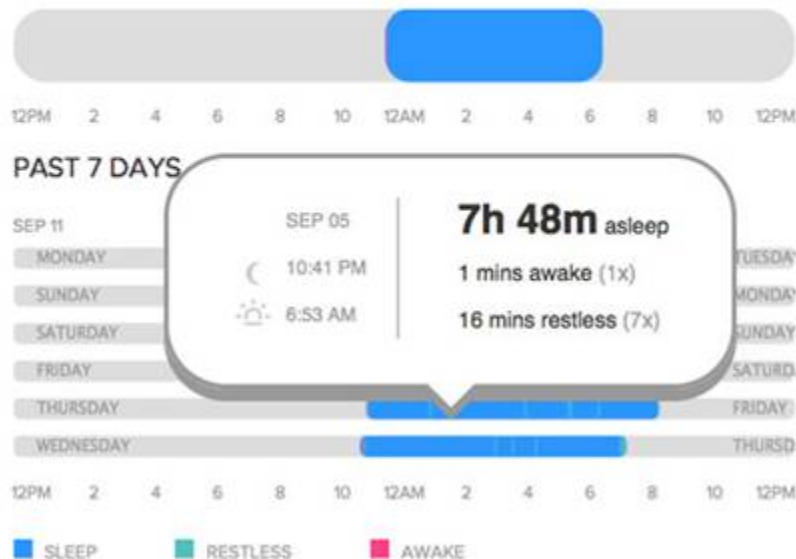 12PM 2 4 6 8 10 12AM 2 4 6 8 10 12PM
PAST 7 DAYS
SEP 11
SEP 05
7h 48m asleep
10:41 PM
1 mins awake (1x)
6:53 AM
16 mins restless (7x)
MONDAY TUESDAY
SUNDAY MONDAY
SATURDAY SUNDAY
FRIDAY SATURD
THURSDAY FRIDAY
WEDNESDAY THURSD
12PM 2 4 6 8 10 12AM 2 4 6 8 10 12PM
SLEEP RESTLESS AWAKE